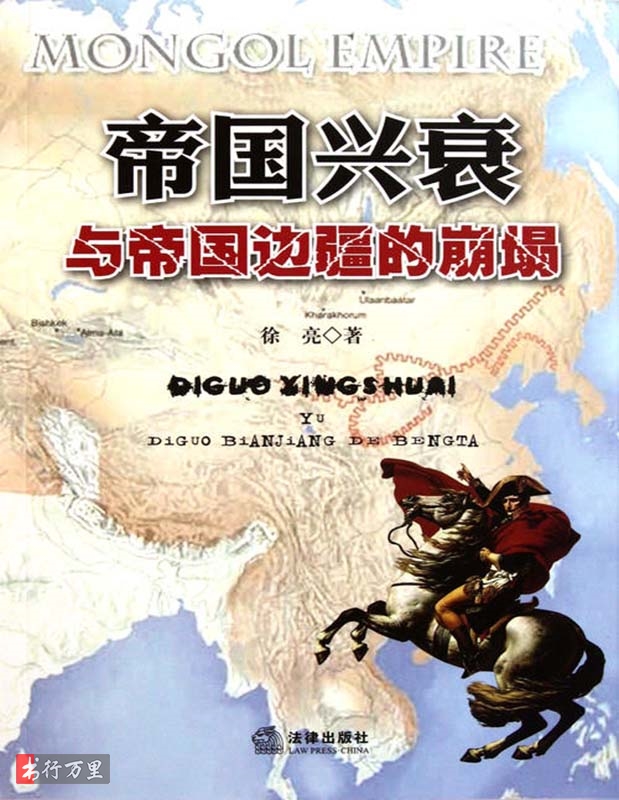 MONGOL EMPIRE
帝国兴衰
与帝国边疆的崩塌
Ulaanbaatar
Kharakhorum
Bishkek
Alma-Ata
徐 亮◇著
DIGUO XINGSHUAI
YU
DIGUO BIANJIANG DE BENGTA
法律出版社
LAW PRESS·CHINA
书行万里